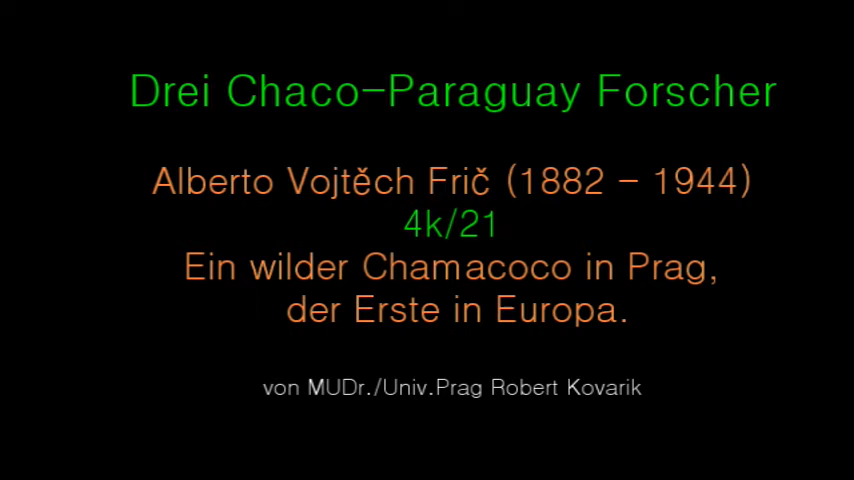 Drei Chaco-Paraguay Forscher
Alberto Vojtěch Frič (1882 - 1944)
4k/21
Ein wilder Chamacoco in Prag,
der Erste in Europa.
von MUDr./Univ.Prag Robert Kovarik